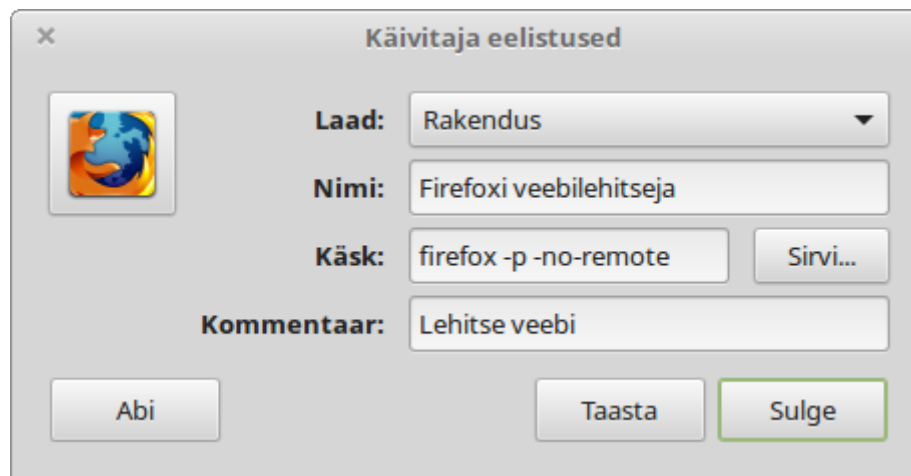 Käivitaja eelistused
Laad: Rakendus
Nimi: Firefoxi veebilehitseja
Käsk: firefox -p -no-remote Sirvi...
Kommentaar: Lehitse veebi
Abi Taasta Sulge